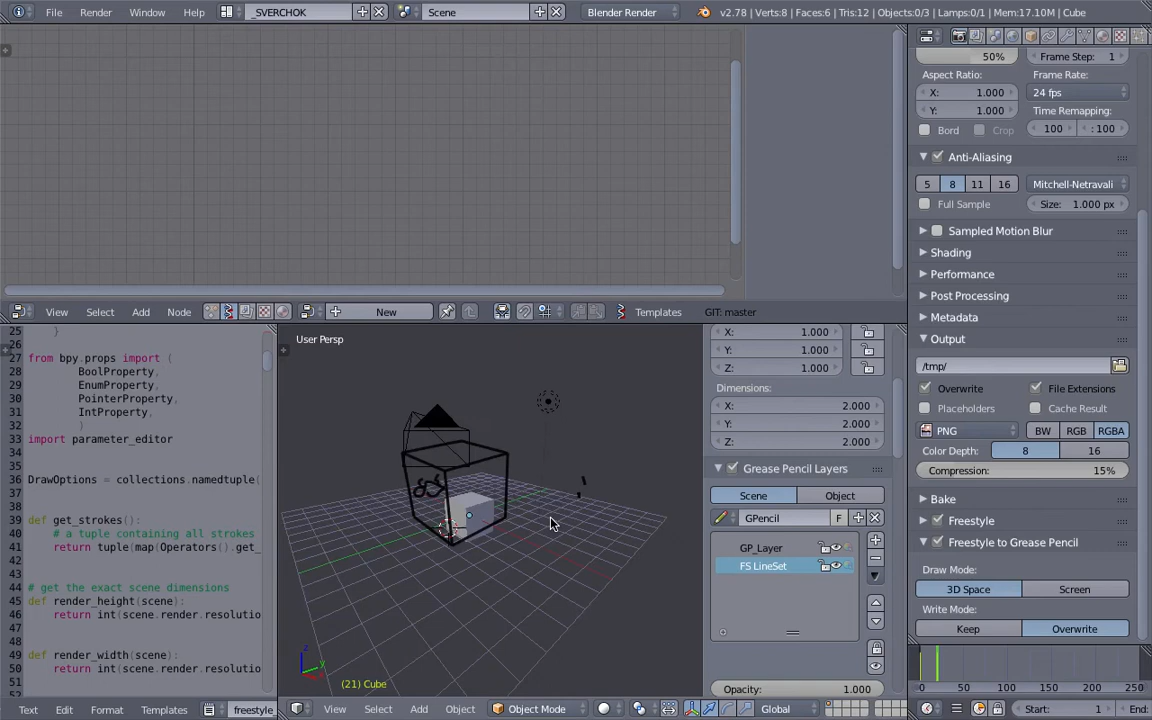 File Render Window Help _SVERCHOK Scene Blender Render v2.78 | Verts:8 | Faces:6 | Tris:12 | Objects:0/3 | Lamps:0/1 | Mem:17.10M | Cube
50% Frame Step: 1
Aspect Ratio: Frame Rate:
X: 1.000 24 fps
Y: 1.000 Time Remapping:
Bord Crop 100 : 100
Anti-Aliasing
5 8 11 16 Mitchell-Netravali
Full Sample Size: 1.000 px
Sampled Motion Blur
Shading
Performance
Post Processing
Metadata
Output
/tmp/
Overwrite File Extensions
Placeholders Cache Result
PNG BW RGB RGBA
Color Depth: 8 16
Compression: 15%
Bake
Freestyle
Freestyle to Grease Pencil
Draw Mode:
3D Space Screen
Write Mode:
Keep Overwrite
0 50 100 150 200 250
Start: 1 End:
View Select Add Node New Templates GIT: master
25 }
26
27 from bpy.props import (
28 BoolProperty,
29 EnumProperty,
30 PointerProperty,
31 IntProperty,
32 )
33 import parameter_editor
34
35
36 DrawOptions = collections.namedtuple(
37
38
39 def get_strokes():
40 # a tuple containing all strokes
41 return tuple(map(Operators().get_
42
43
44 # get the exact scene dimensions
45 def render_height(scene):
46 return int(scene.render.resolutio
47
48
49 def render_width(scene):
50 return int(scene.render.resolutio
51
Text Edit Format Templates freestyle
User Persp
z
y
x
(21) Cube
View Select Add Object Object Mode Global
X: 1.000
Y: 1.000
Z: 1.000
Dimensions:
X: 2.000
Y: 2.000
Z: 2.000
Grease Pencil Layers
Scene Object
GPencil F
GP_Layer
FS LineSet
Opacity: 1.000